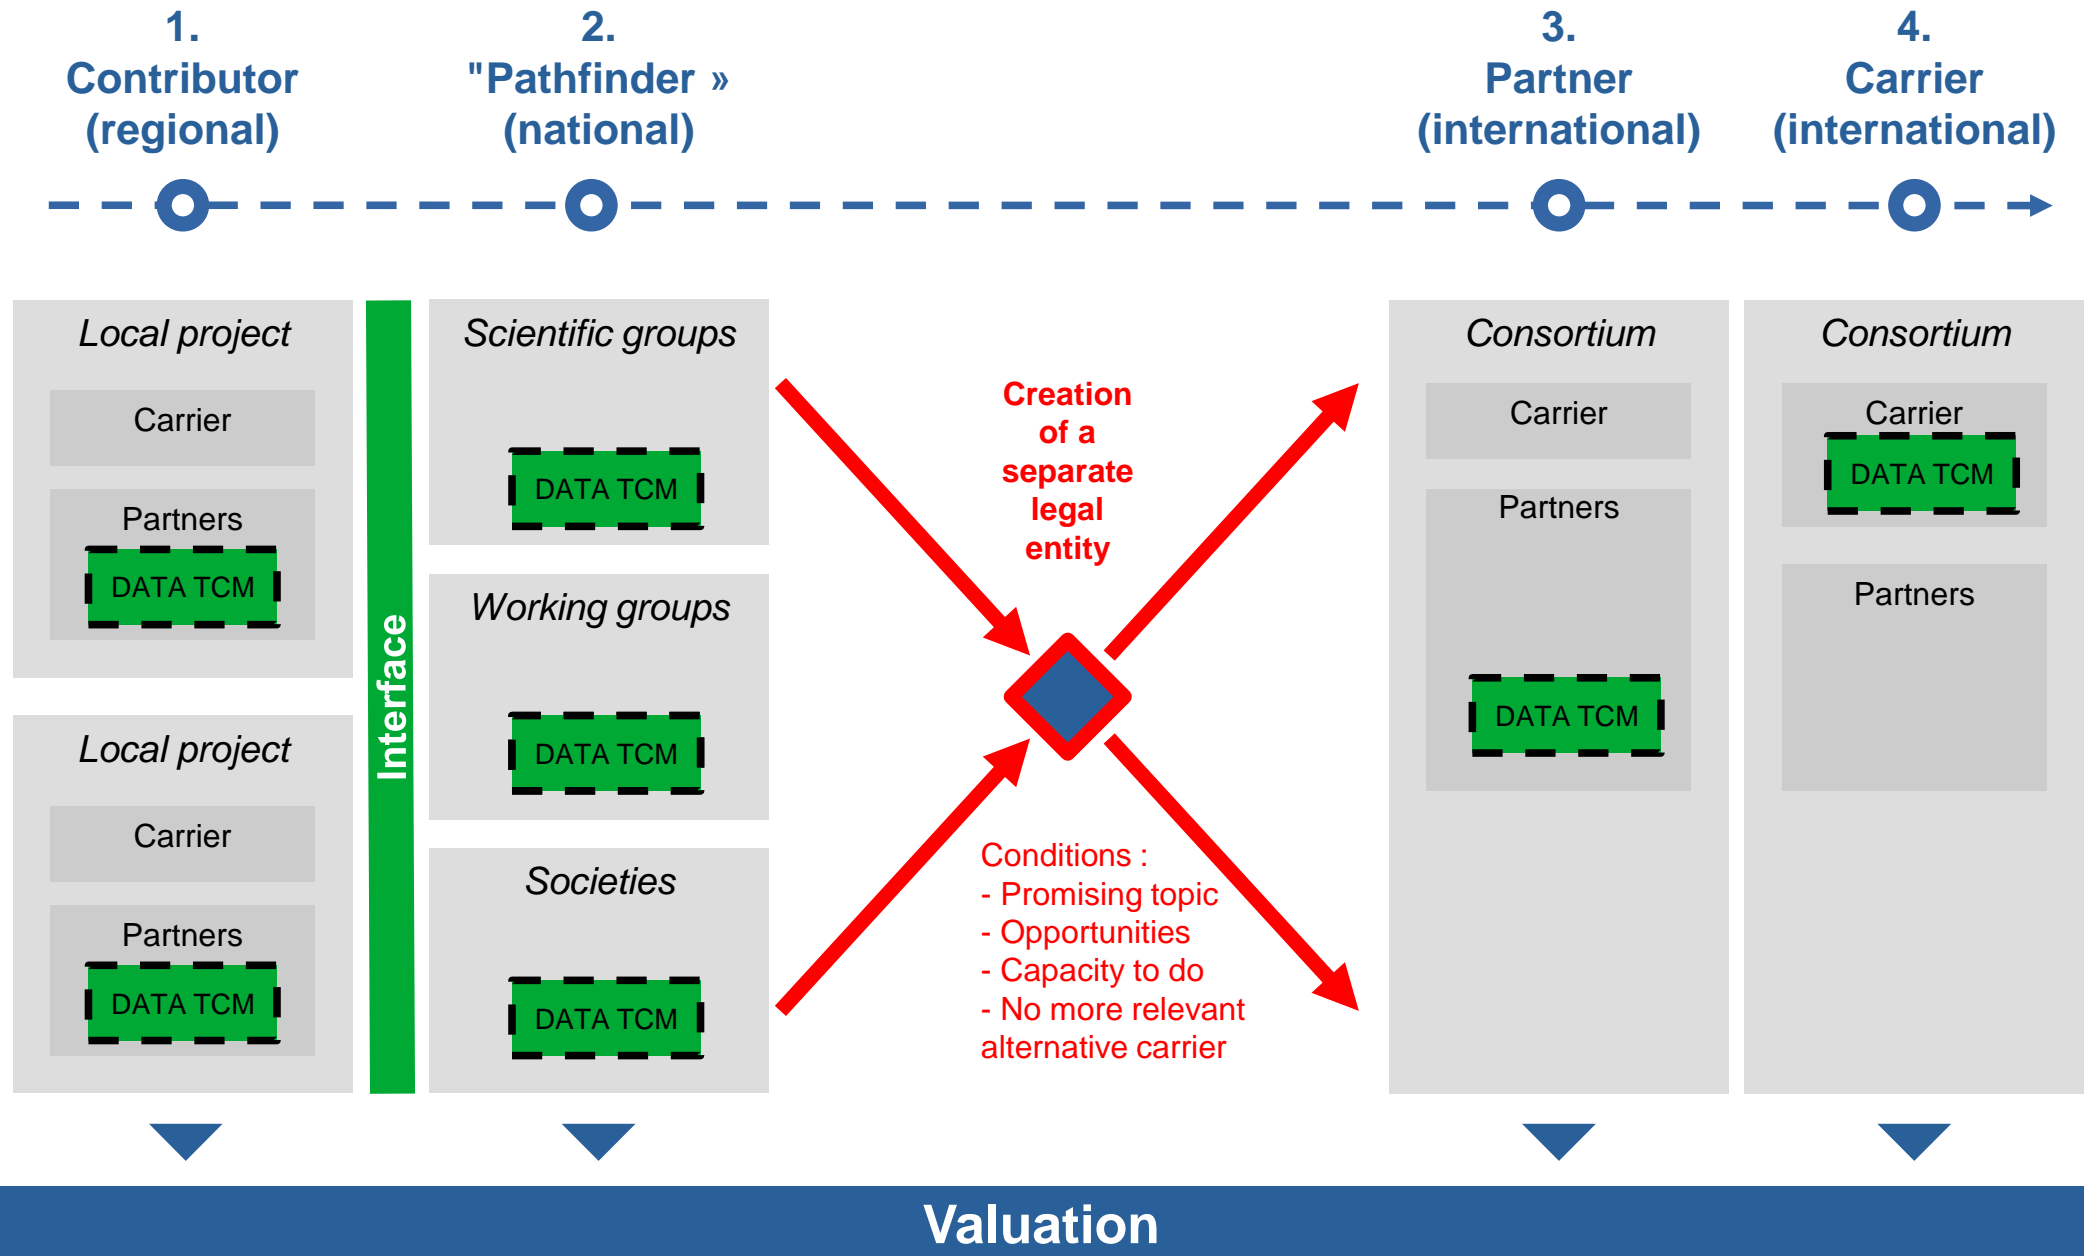 1.
Contributor
(regional)
2.
"Pathfinder »
(national)
3.
Partner
(international)
4.
Carrier
(international)
Local project
Carrier
Partners
DATA TCM
Local project
Carrier
Partners
DATA TCM
Interface
Scientific groups
DATA TCM
Working groups
DATA TCM
Societies
DATA TCM
Creation
of a
separate
legal
entity
Conditions :
- Promising topic
- Opportunities
- Capacity to do
- No more relevant
alternative carrier
Consortium
Carrier
Partners
DATA TCM
Consortium
Carrier
DATA TCM
Partners
Valuation